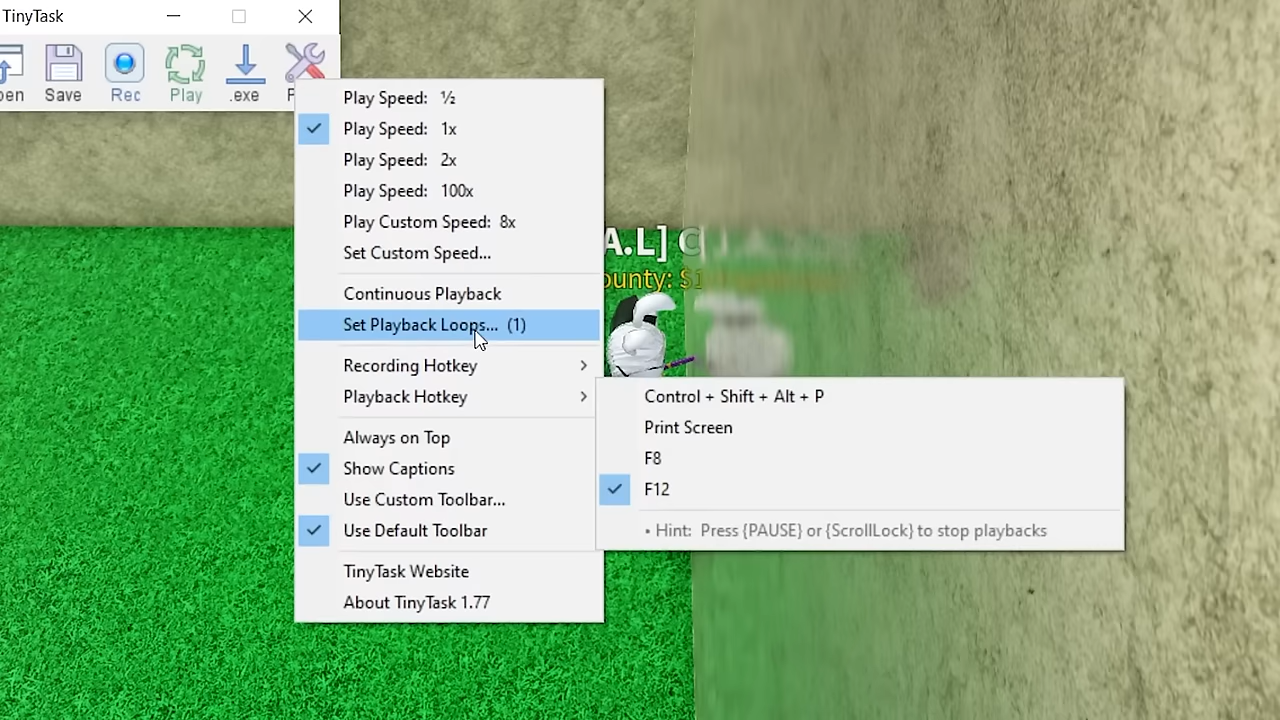 TinyTask
pen Save Rec Play .exe P
Play Speed: ½
Play Speed: 1x
Play Speed: 2x
Play Speed: 100x
Play Custom Speed: 8x
Set Custom Speed...
Continuous Playback
Set Playback Loops... (1)
Recording Hotkey
Playback Hotkey
Always on Top
Show Captions
Use Custom Toolbar...
Use Default Toolbar
TinyTask Website
About TinyTask 1.77
A.L] C
ounty: $1
Control + Shift + Alt + P
Print Screen
F8
F12
• Hint: Press {PAUSE} or {ScrollLock} to stop playbacks